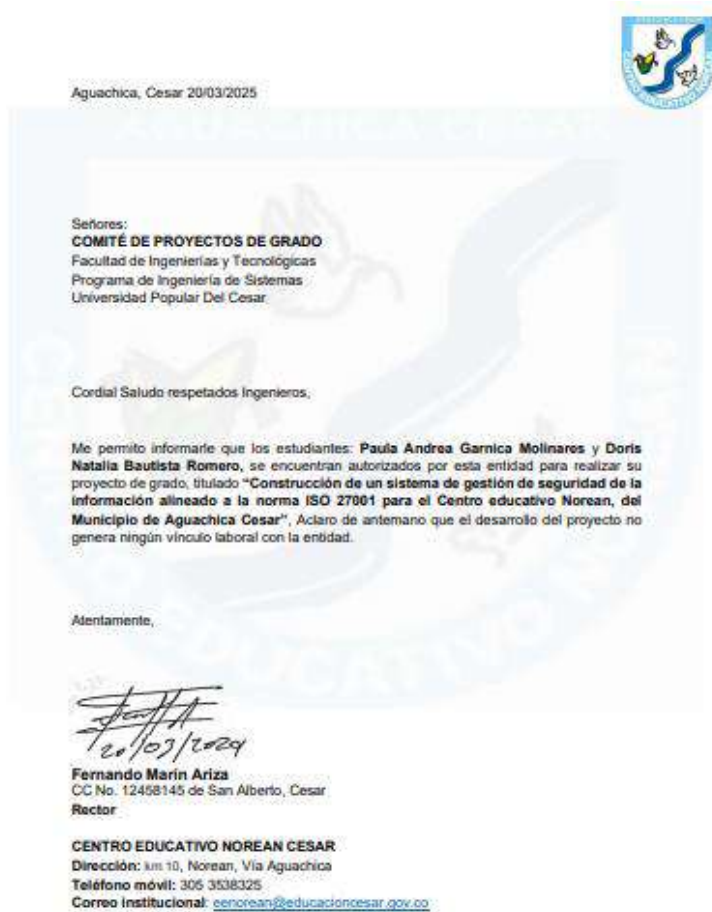 Aguachica, Cesar 20/03/2025
Señores:
COMITÉ DE PROYECTOS DE GRADO
Facultad de Ingenierías y Tecnológicas
Programa de Ingeniería de Sistemas
Universidad Popular Del Cesar
Cordial Saludo respetados Ingenieros,
Me permito informarle que los estudiantes: Paula Andrea Garnica Molinares y Doris
Natalia Bautista Romero, se encuentran autorizados por esta entidad para realizar su
proyecto de grado, titulado “Construcción de un sistema de gestión de seguridad de la
información alineado a la norma ISO 27001 para el Centro educativo Norean, del
Municipio de Aguachica Cesar”, Aclaro de antemano que el desarrollo del proyecto no
genera ningún vínculo laboral con la entidad.
Atentamente,
20/03/2024
Fernando Marín Ariza
CC No. 12458145 de San Alberto, Cesar
Rector
CENTRO EDUCATIVO NOREAN CESAR
Dirección: km 10, Norean, Vía Aguachica
Teléfono móvil: 305 3538325
Correo institucional: eenorean@educacioncesar.gov.co